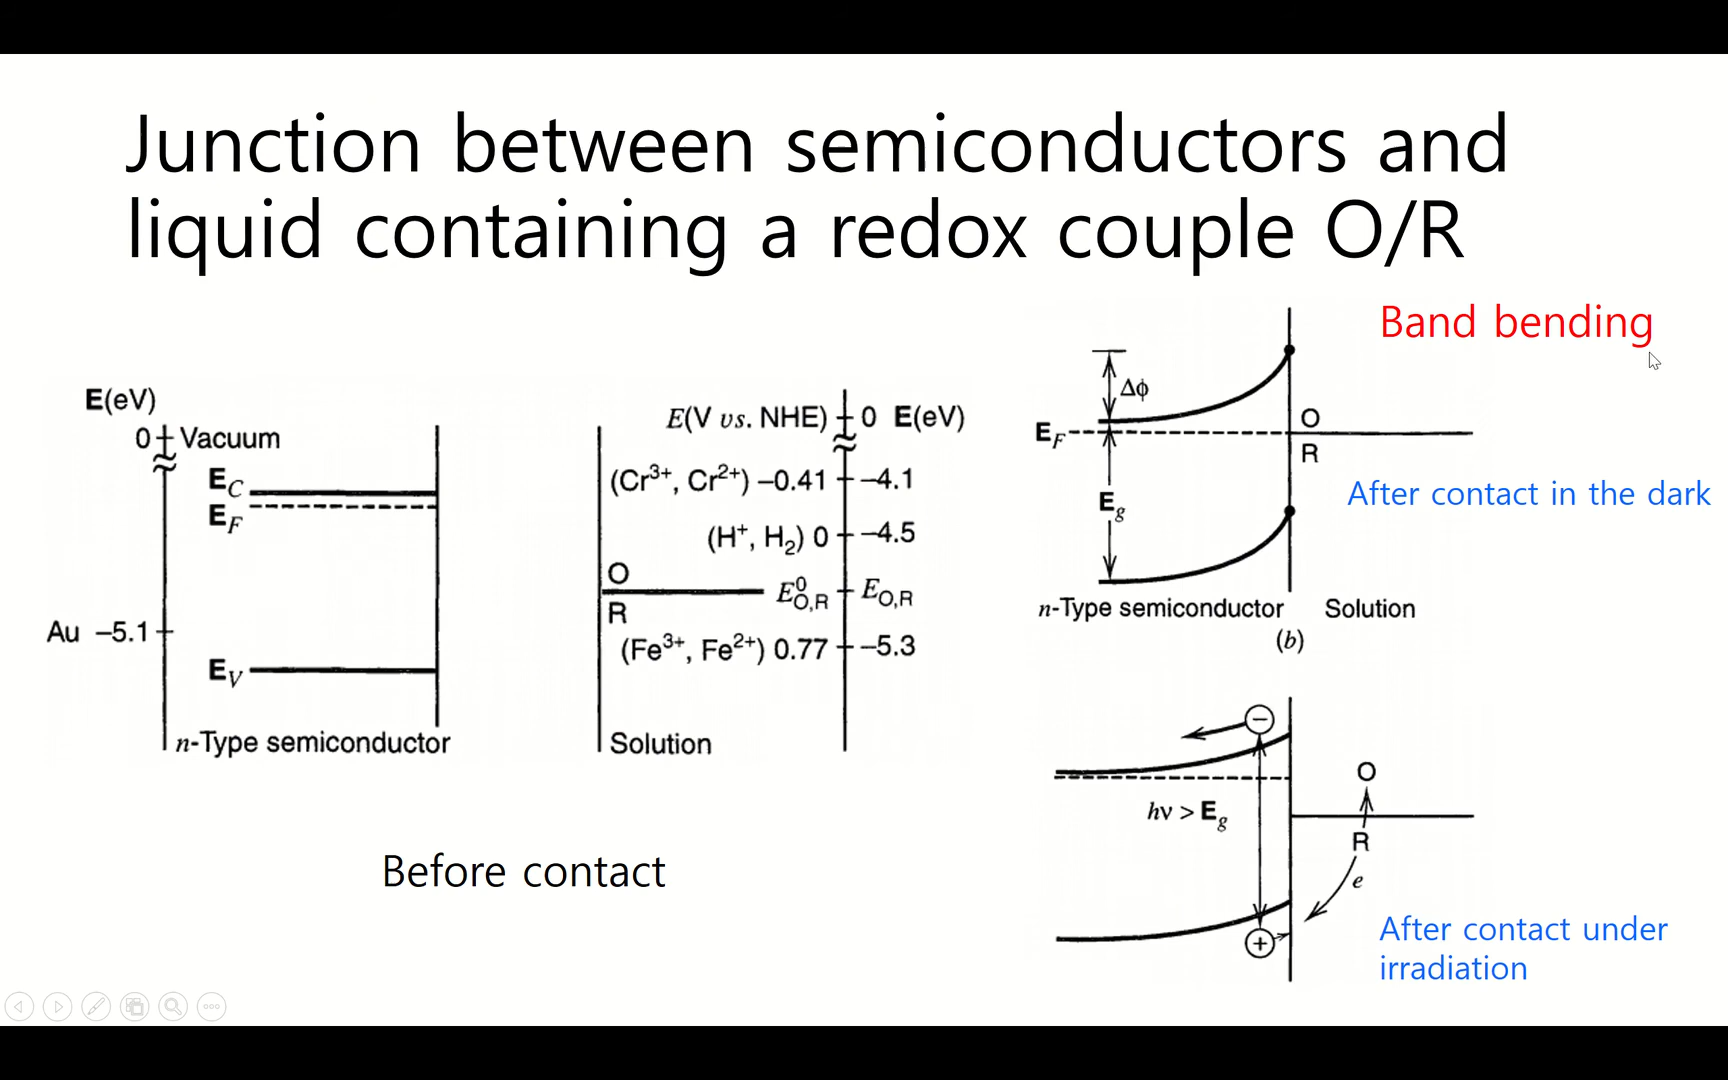 Junction between semiconductors and
liquid containing a redox couple O/R
E(eV)
0 Vacuum
E_C
E_F
Au –5.1
E_V
n-Type semiconductor
E(V vs. NHE) 0 E(eV)
(Cr³⁺, Cr²⁺) –0.41 –4.1
(H⁺, H₂) 0 –4.5
O
R
E⁰_O,R E_O,R
(Fe³⁺, Fe²⁺) 0.77 –5.3
Solution
Before contact
Band bending
Δϕ
E_F
O
R
E_g
After contact in the dark
n-Type semiconductor Solution
(b)
−
hν > E_g
O
R
e
+
After contact under
irradiation